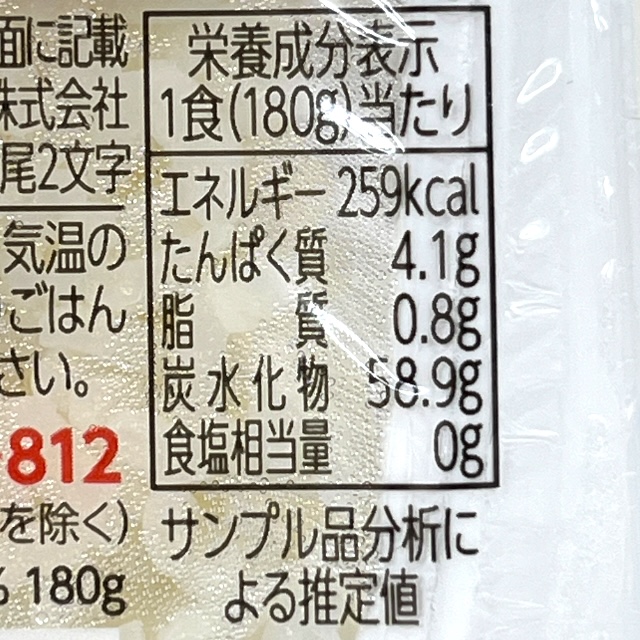 面に記載
株式会社
尾2文字
気温の
ごはん
さい。
812
を除く)
180g
栄養成分表示
1食(180g)当たり
エネルギー 259kcal
たんぱく質 4.1g
脂質 0.8g
炭水化物 58.9g
食塩相当量 0g
サンプル品分析に
よる推定値